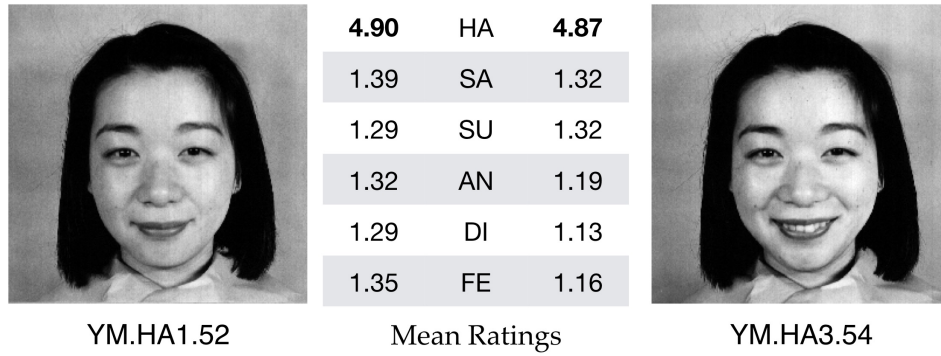 4.90 HA 4.87
1.39 SA 1.32
1.29 SU 1.32
1.32 AN 1.19
1.29 DI 1.13
1.35 FE 1.16
YM.HA1.52 Mean Ratings YM.HA3.54